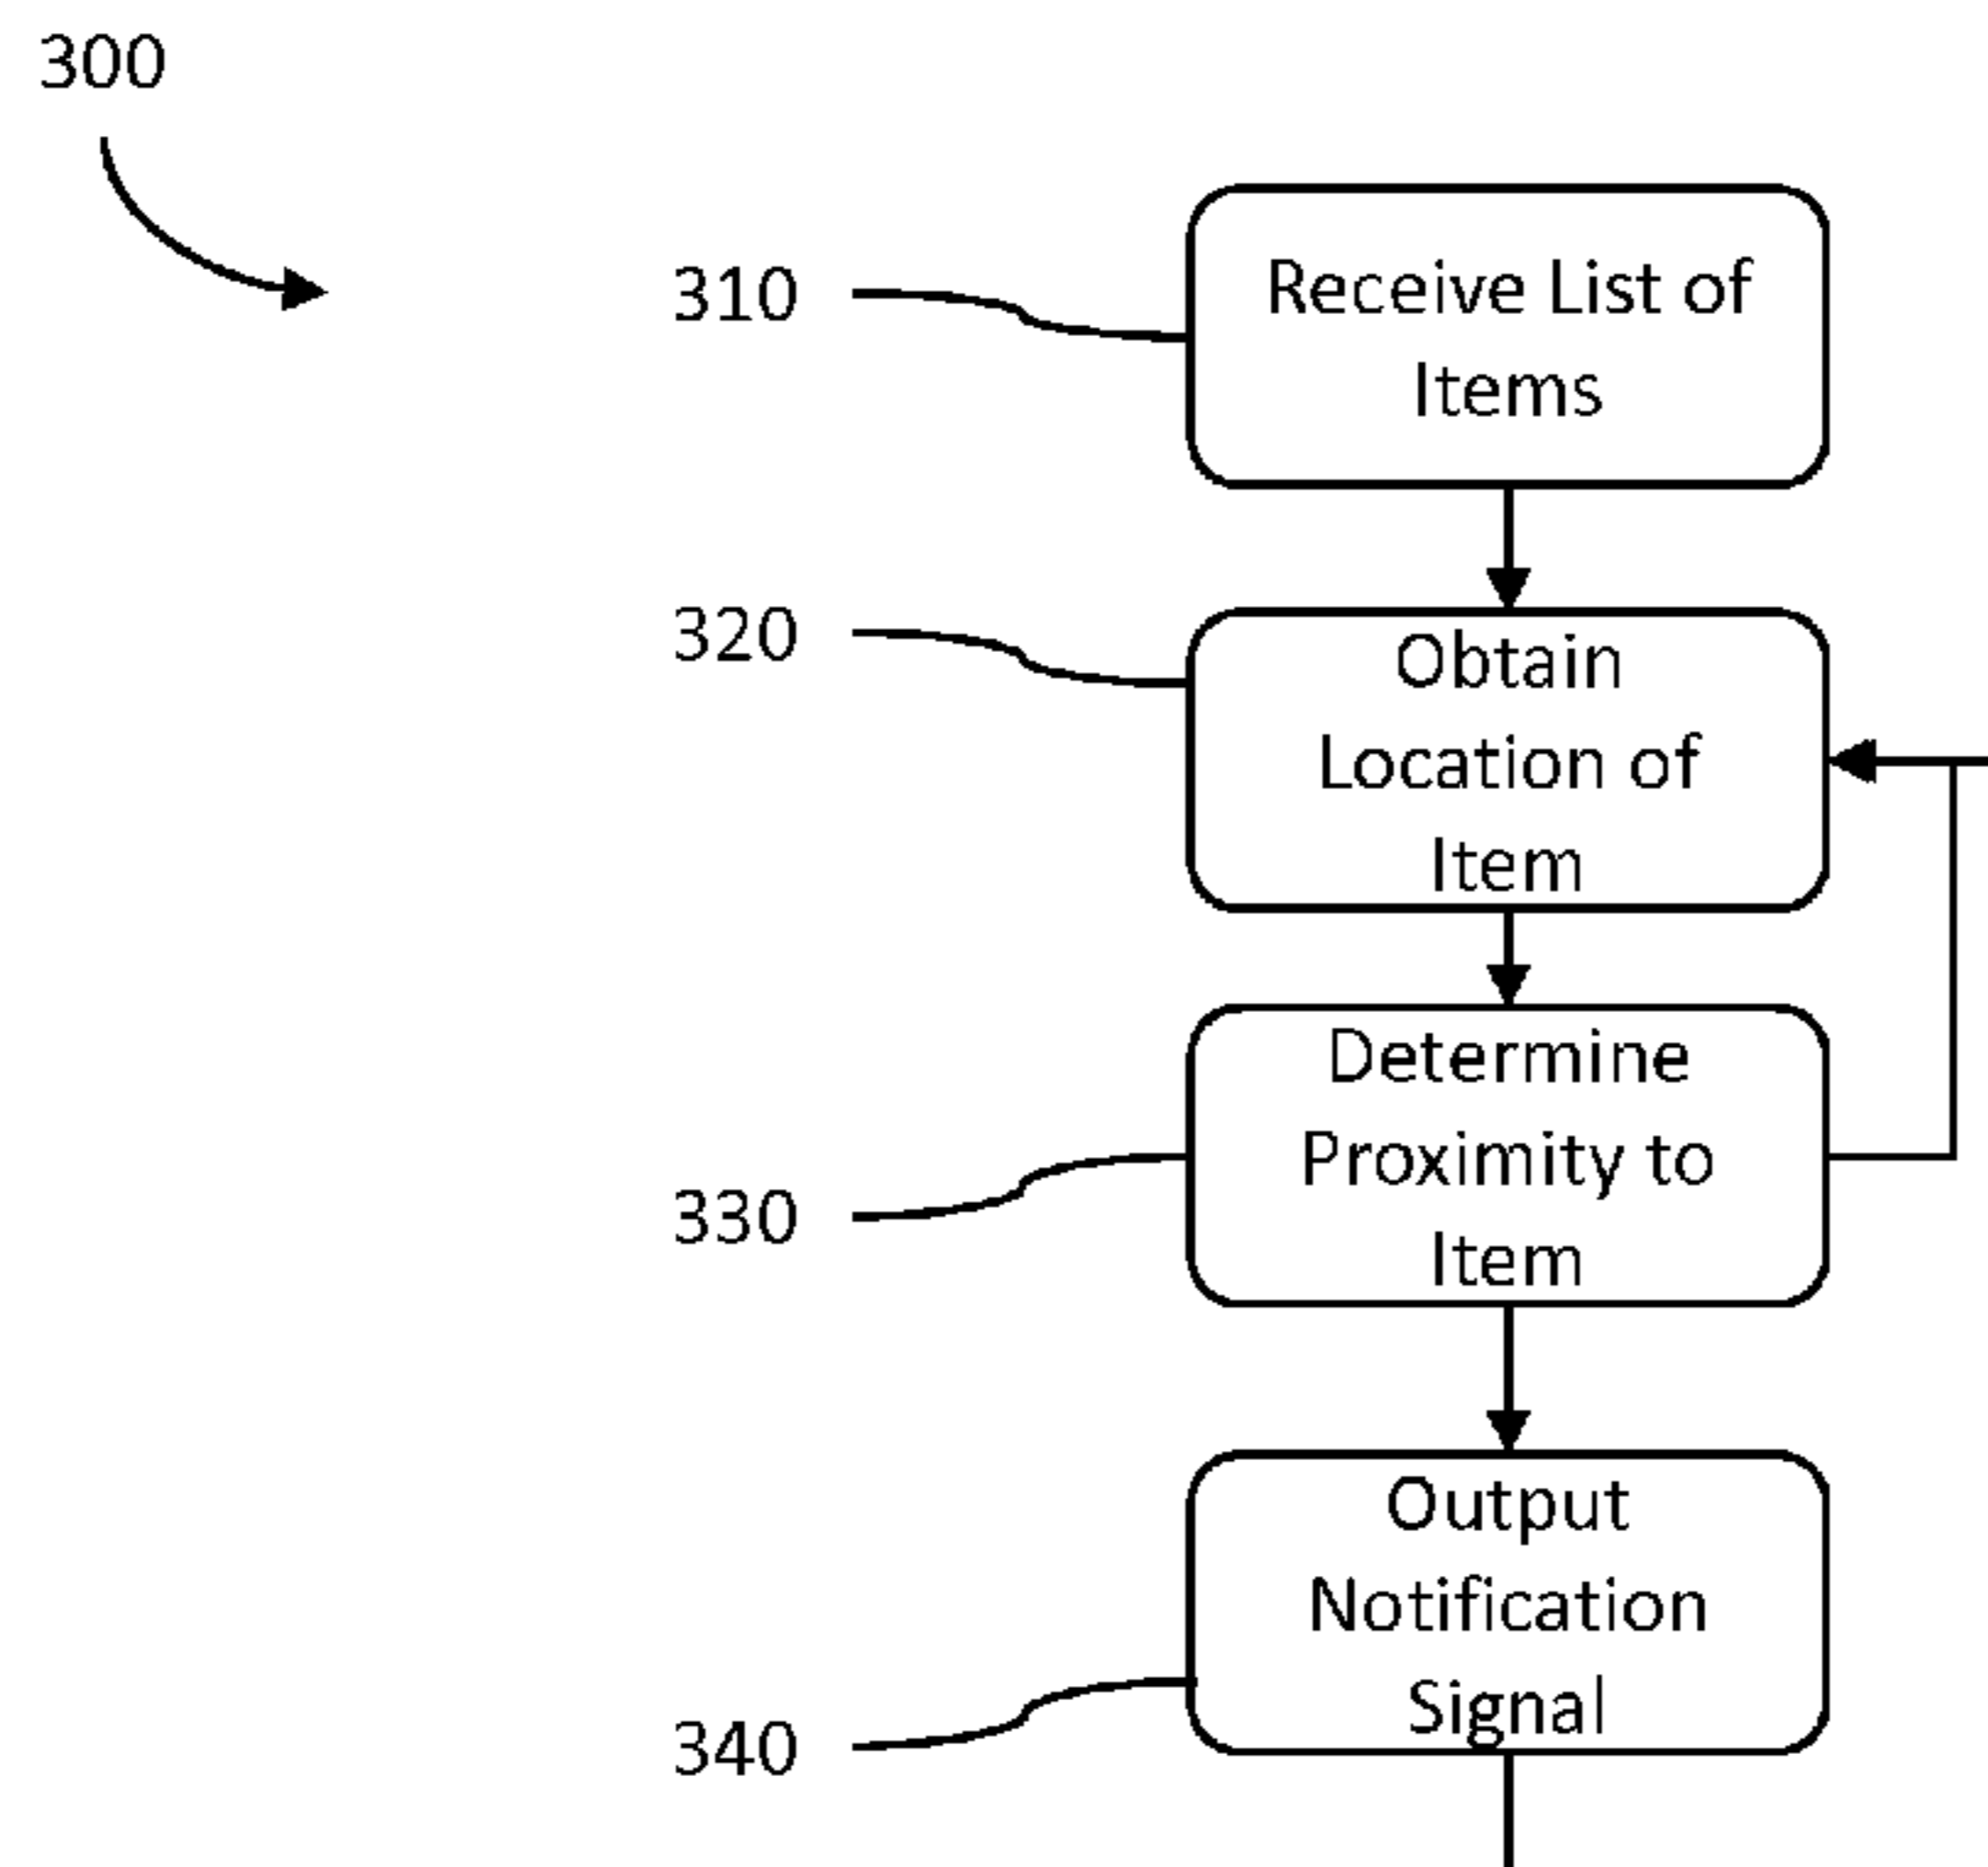 300
310
Receive List of
Items
320
Obtain
Location of
Item
330
Determine
Proximity to
Item
340
Output
Notification
Signal